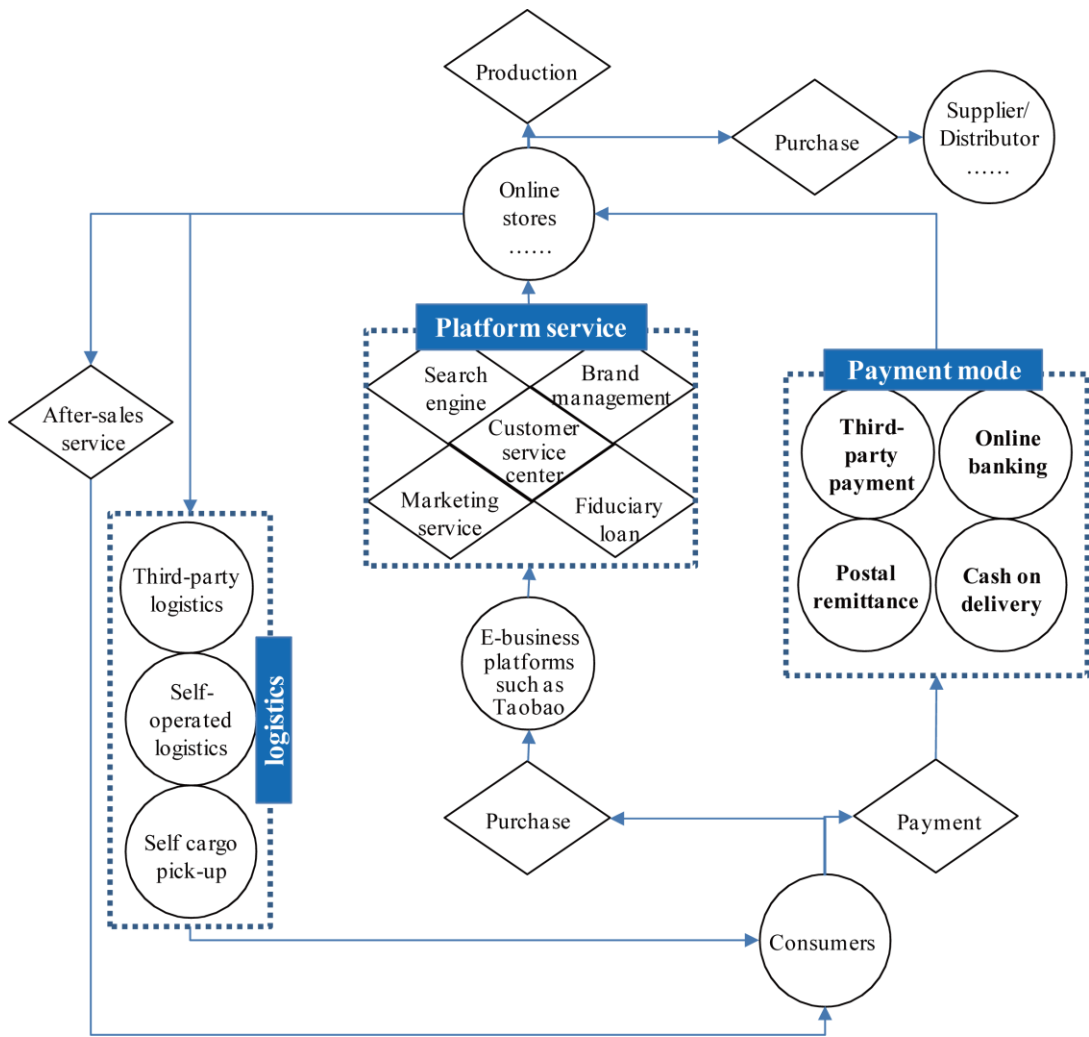 Production
Purchase
Supplier/
Distributor
……
Online
stores
……
Platform service
Search
engine
Brand
management
Customer
service
center
Marketing
service
Fiduciary
loan
Payment mode
Third-
party
payment
Online
banking
Postal
remittance
Cash on
delivery
After-sales
service
Third-party
logistics
Self-
operated
logistics
Self cargo
pick-up
logistics
E-business
platforms
such as
Taobao
Purchase
Payment
Consumers